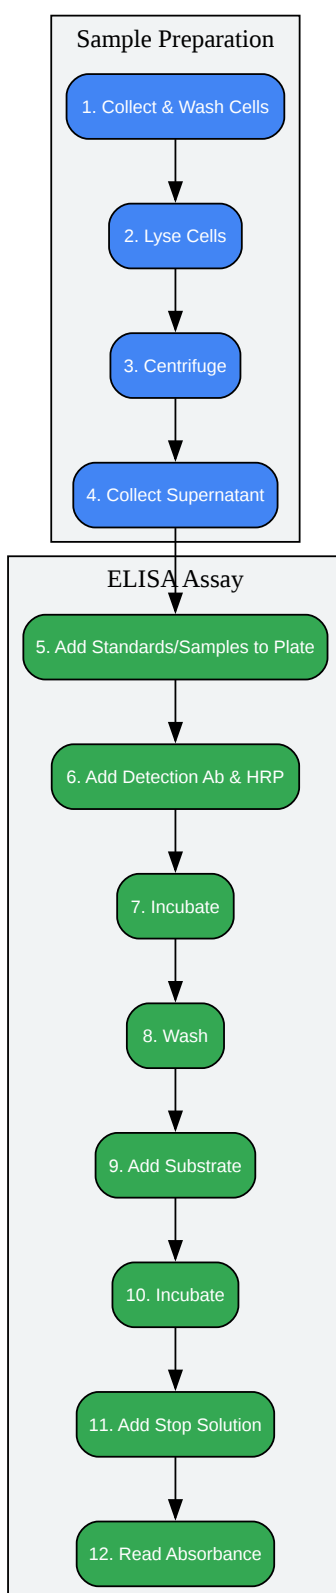 Sample Preparation
1. Collect & Wash Cells
2. Lyse Cells
3. Centrifuge
4. Collect Supernatant
ELISA Assay
5. Add Standards/Samples to Plate
6. Add Detection Ab & HRP
7. Incubate
8. Wash
9. Add Substrate
10. Incubate
11. Add Stop Solution
12. Read Absorbance